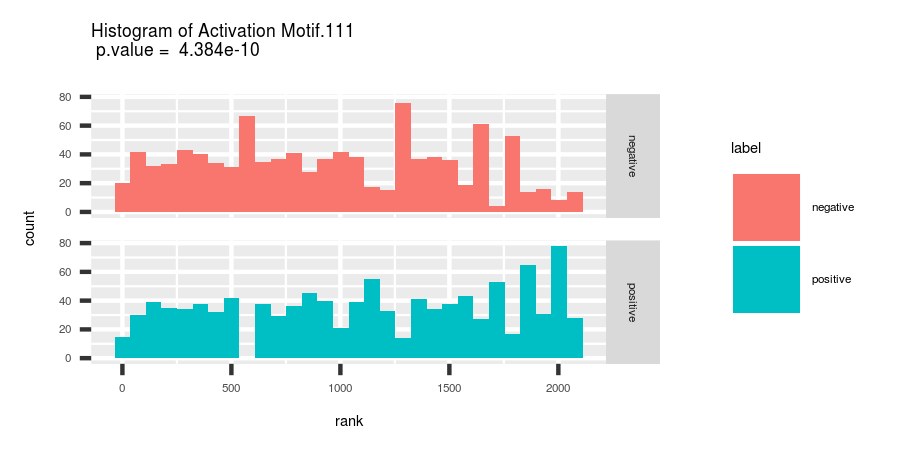 Histogram of Activation Motif.111
p.value = 4.384e-10
80
60
40
20
0
negative
80
60
40
20
0
positive
count
0 500 1000 1500 2000
rank
label
negative
positive